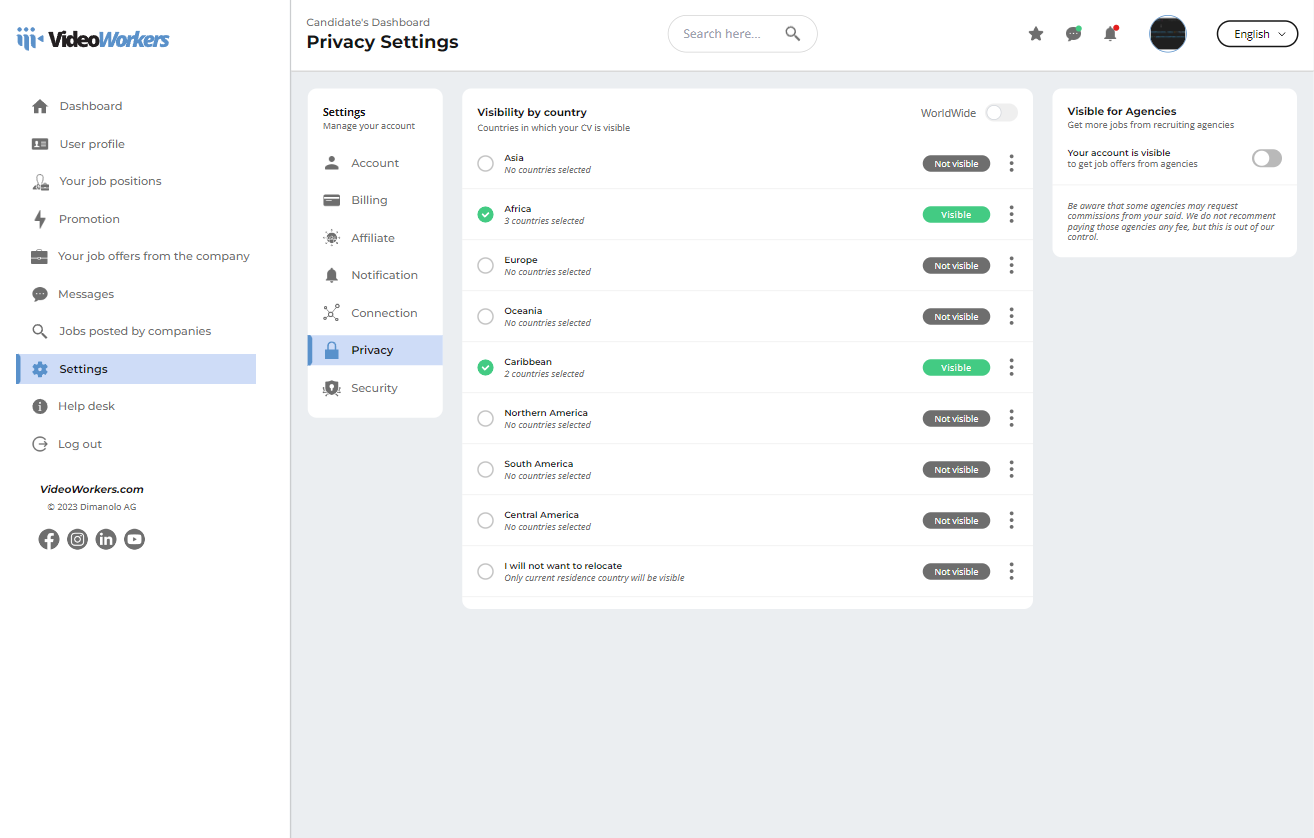 VideoWorkers
Dashboard
User profile
Your job positions
Promotion
Your job offers from the company
Messages
Jobs posted by companies
Settings
Help desk
Log out
VideoWorkers.com
© 2023 Dimanolo AG
Candidate's Dashboard
Privacy Settings
Search here...
English
Settings
Manage your account
Account
Billing
Affiliate
Notification
Connection
Privacy
Security
Visibility by country
Countries in which your CV is visible
WorldWide
Asia
No countries selected
Not visible
Africa
3 countries selected
Visible
Europe
No countries selected
Not visible
Oceania
No countries selected
Not visible
Caribbean
2 countries selected
Visible
Northern America
No countries selected
Not visible
South America
No countries selected
Not visible
Central America
No countries selected
Not visible
I will not want to relocate
Only current residence country will be visible
Not visible
Visible for Agencies
Get more jobs from recruiting agencies
Your account is visible
to get job offers from agencies
Be aware that some agencies may request
commissions from your said. We do not recomment
paying those agencies any fee, but this is out of our
control.